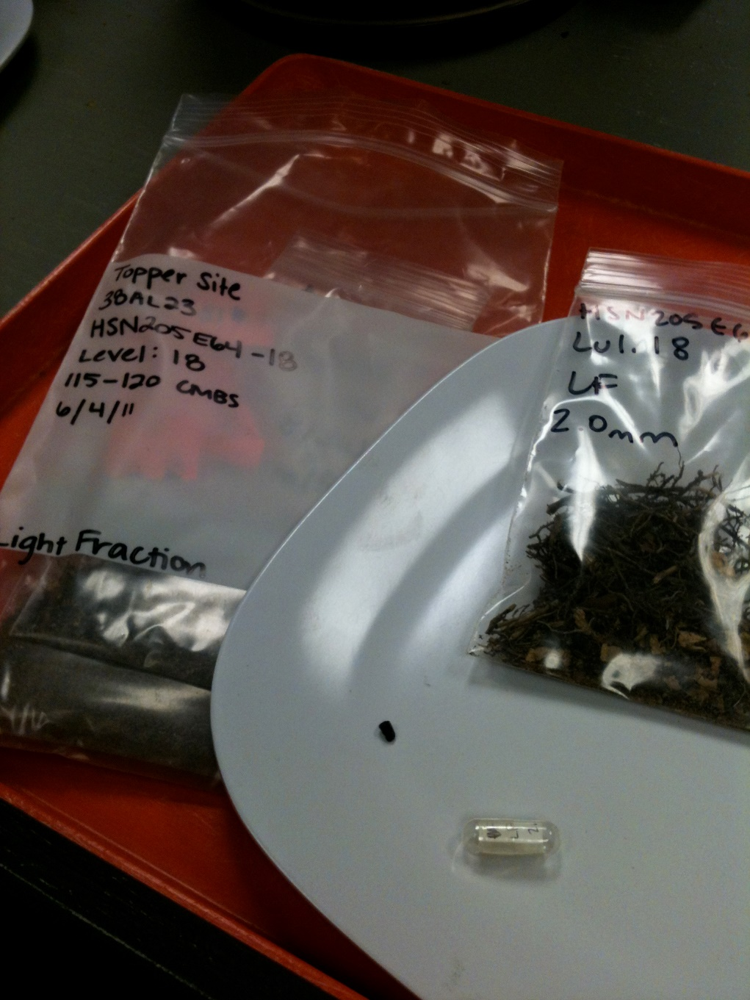 Topper Site
38AL23
HSN205E64-18
Level: 18
115-120 CMBS
6/4/11
Light Fraction
HSN205E6
Lvl. 18
LF
2.0mm